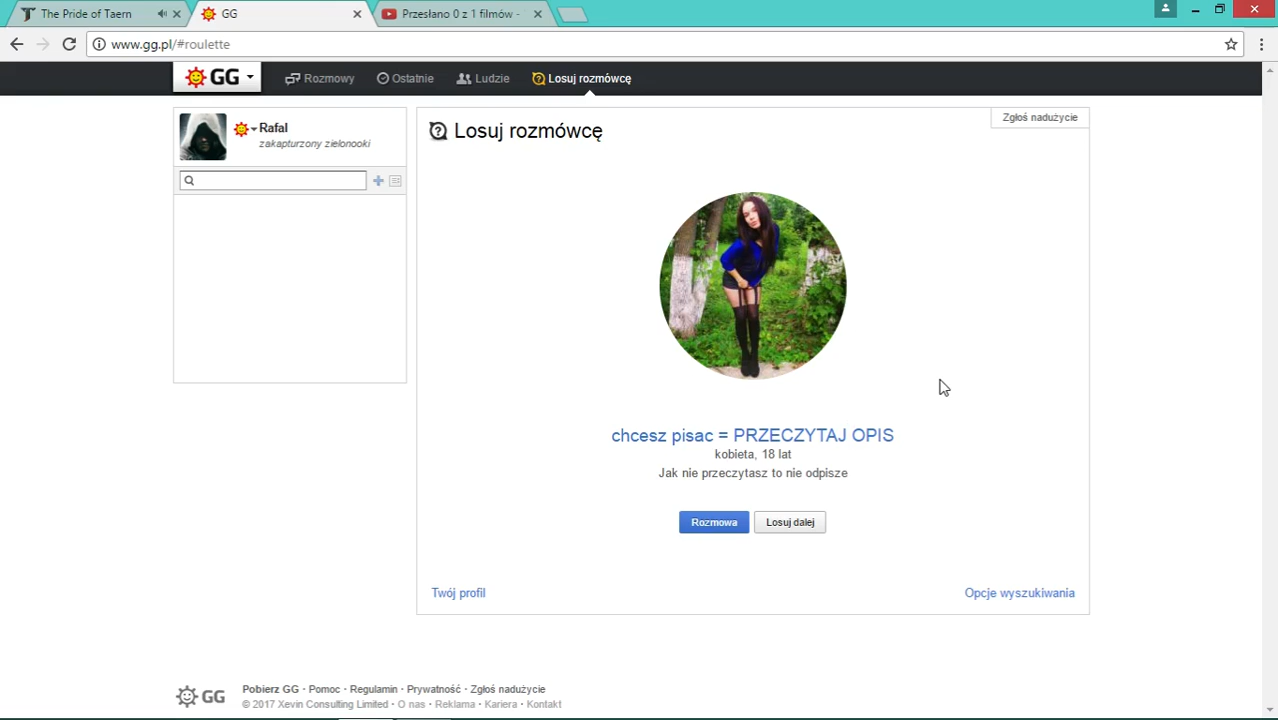 The Pride of Taern
GG
Przesłano 0 z 1 filmów -
www.gg.pl/#roulette
GG
Rozmowy
Ostatnie
Ludzie
Losuj rozmówcę
Rafal
zakapturzony zielonooki
Losuj rozmówcę
Zgłoś nadużycie
chcesz pisac = PRZECZYTAJ OPIS
kobieta, 18 lat
Jak nie przeczytasz to nie odpisze
Rozmowa
Losuj dalej
Twój profil
Opcje wyszukiwania
GG
Pobierz GG · Pomoc · Regulamin · Prywatność · Zgłoś nadużycie
© 2017 Xevin Consulting Limited · O nas · Reklama · Kariera · Kontakt